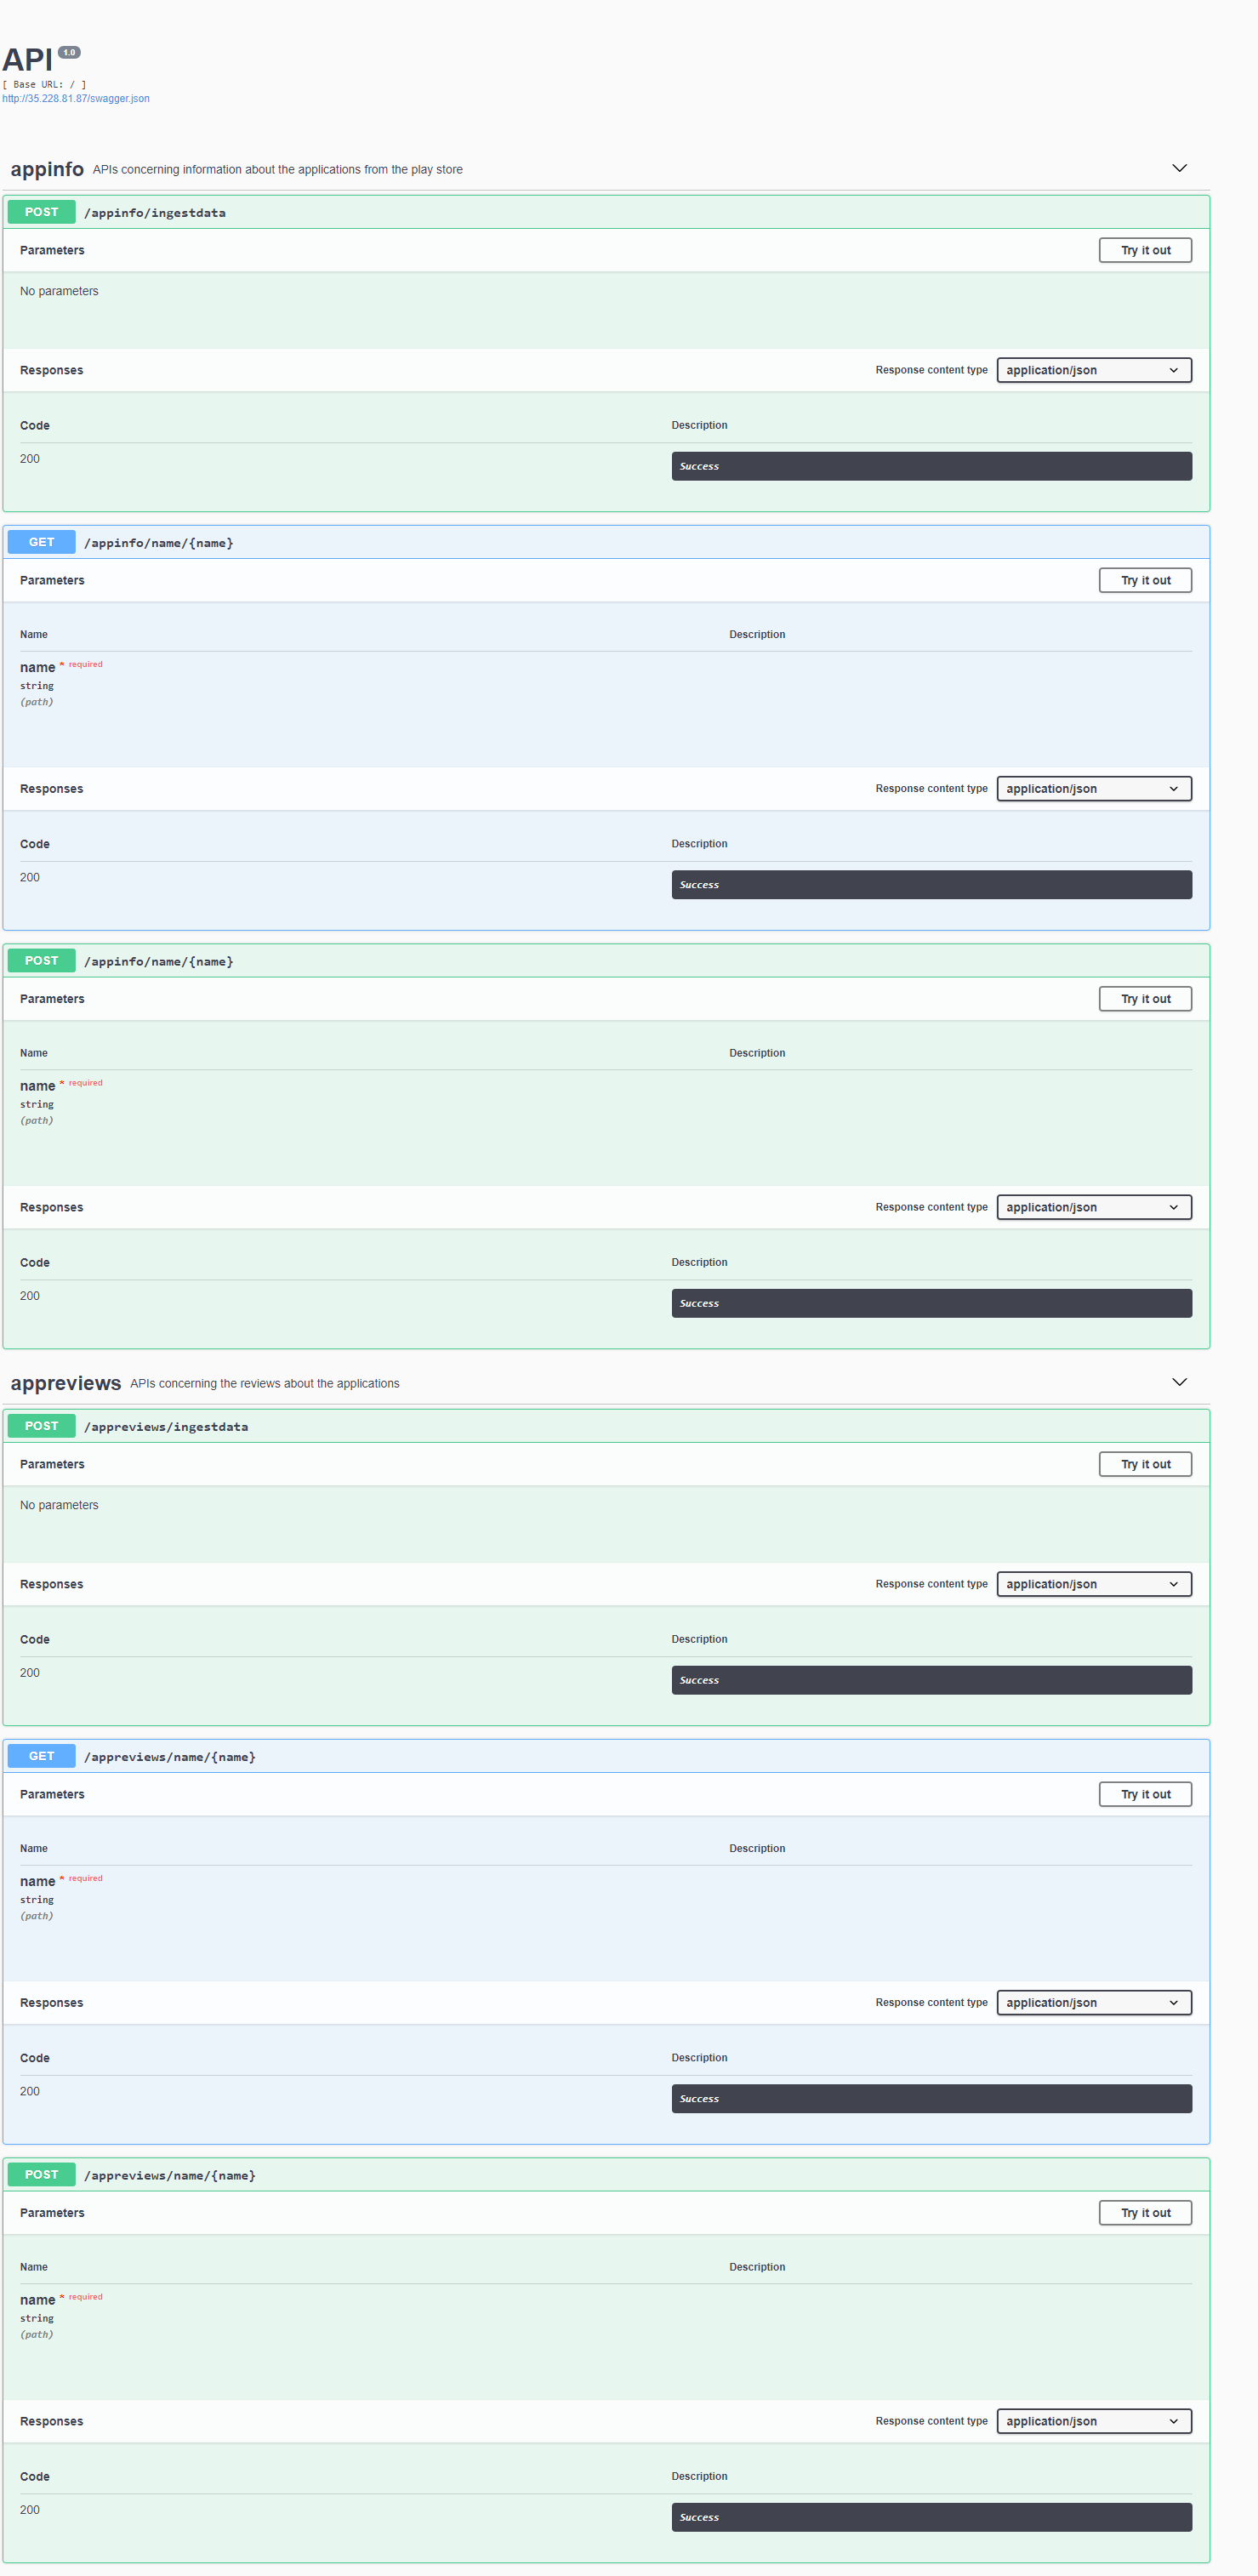 API 1.0
[ Base URL: / ]
http://35.228.81.87/swagger.json
appinfo APIs concerning information about the applications from the play store
POST /appinfo/ingestdata
Parameters Try it out
No parameters
Responses Response content type application/json
Code Description
200 Success
GET /appinfo/name/{name}
Parameters Try it out
Name Description
name * required
string
(path)
Responses Response content type application/json
Code Description
200 Success
POST /appinfo/name/{name}
Parameters Try it out
Name Description
name * required
string
(path)
Responses Response content type application/json
Code Description
200 Success
appreviews APIs concerning the reviews about the applications
POST /appreviews/ingestdata
Parameters Try it out
No parameters
Responses Response content type application/json
Code Description
200 Success
GET /appreviews/name/{name}
Parameters Try it out
Name Description
name * required
string
(path)
Responses Response content type application/json
Code Description
200 Success
POST /appreviews/name/{name}
Parameters Try it out
Name Description
name * required
string
(path)
Responses Response content type application/json
Code Description
200 Success